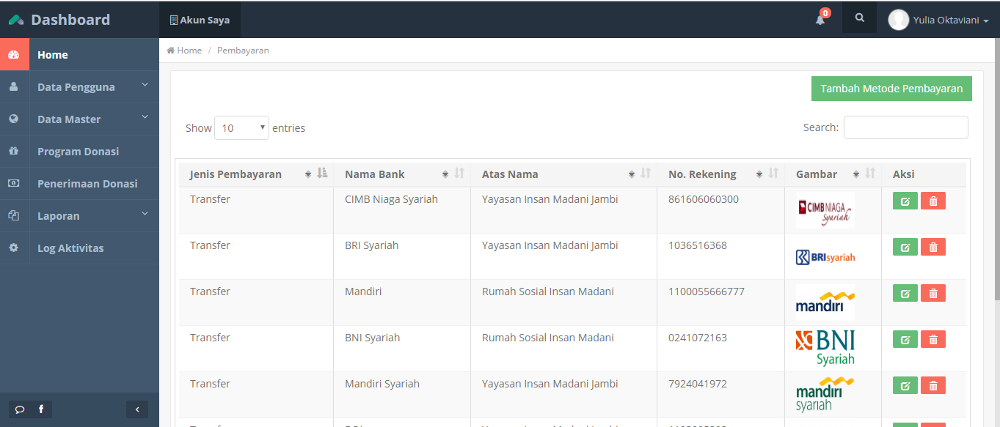 Dashboard
Akun Saya
0
Yulia Oktaviani
Home
Data Pengguna
Data Master
Program Donasi
Penerimaan Donasi
Laporan
Log Aktivitas
Home / Pembayaran
Tambah Metode Pembayaran
Show 10 entries
Search:
Jenis Pembayaran Nama Bank Atas Nama No. Rekening Gambar Aksi
Transfer CIMB Niaga Syariah Yayasan Insan Madani Jambi 861606060300 CIMB NIAGA Syariah
Transfer BRI Syariah Yayasan Insan Madani Jambi 1036516368 BRIsyariah
Transfer Mandiri Rumah Sosial Insan Madani 1100055666777 mandiri
Transfer BNI Syariah Rumah Sosial Insan Madani 0241072163 BNI Syariah
Transfer Mandiri Syariah Yayasan Insan Madani Jambi 7924041972 mandiri syariah